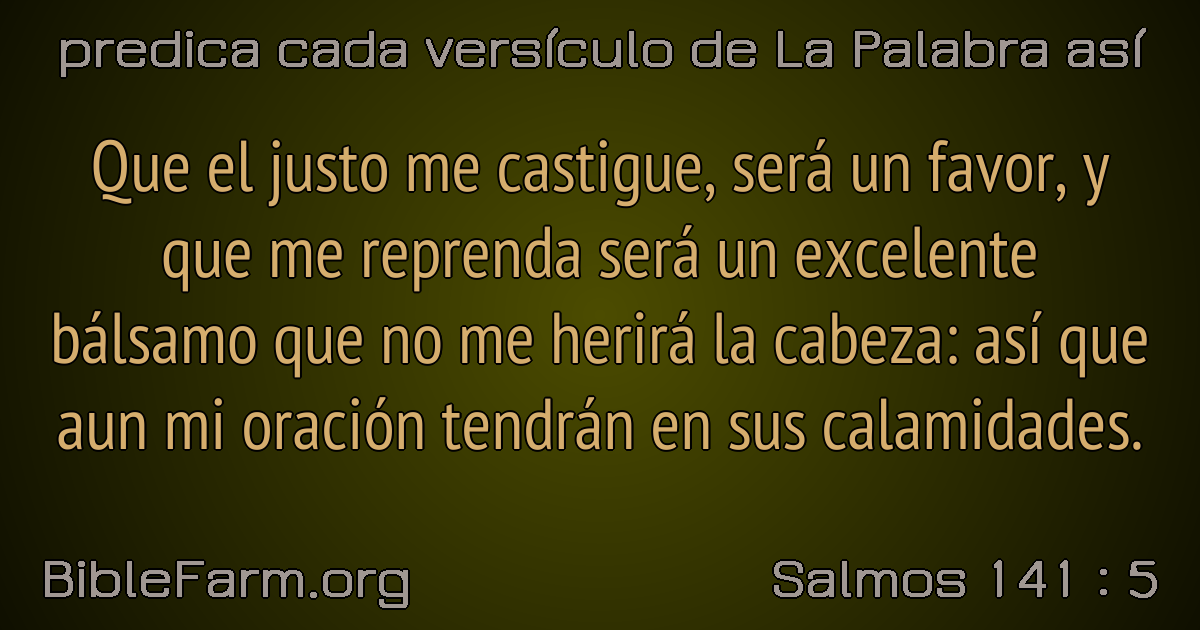 predica cada versículo de La Palabra así
Que el justo me castigue, será un favor, y
que me reprenda será un excelente
bálsamo que no me herirá la cabeza: así que
aun mi oración tendrán en sus calamidades.
BibleFarm.org
Salmos 141 : 5